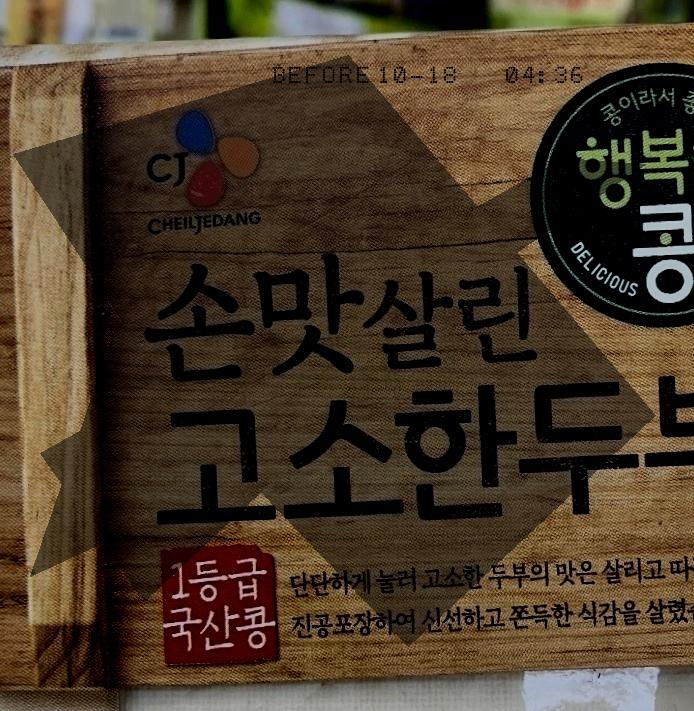 BEFORE 10-18 04:36
콩이라서
행복
콩
DELICIOUS
CJ
CHEILJEDANG
손맛살린
고소한두부
1등급
국산콩
단단하게 눌러 고소한 두부의 맛은 살리고
진공포장하여 신선하고 쫀득한 식감을